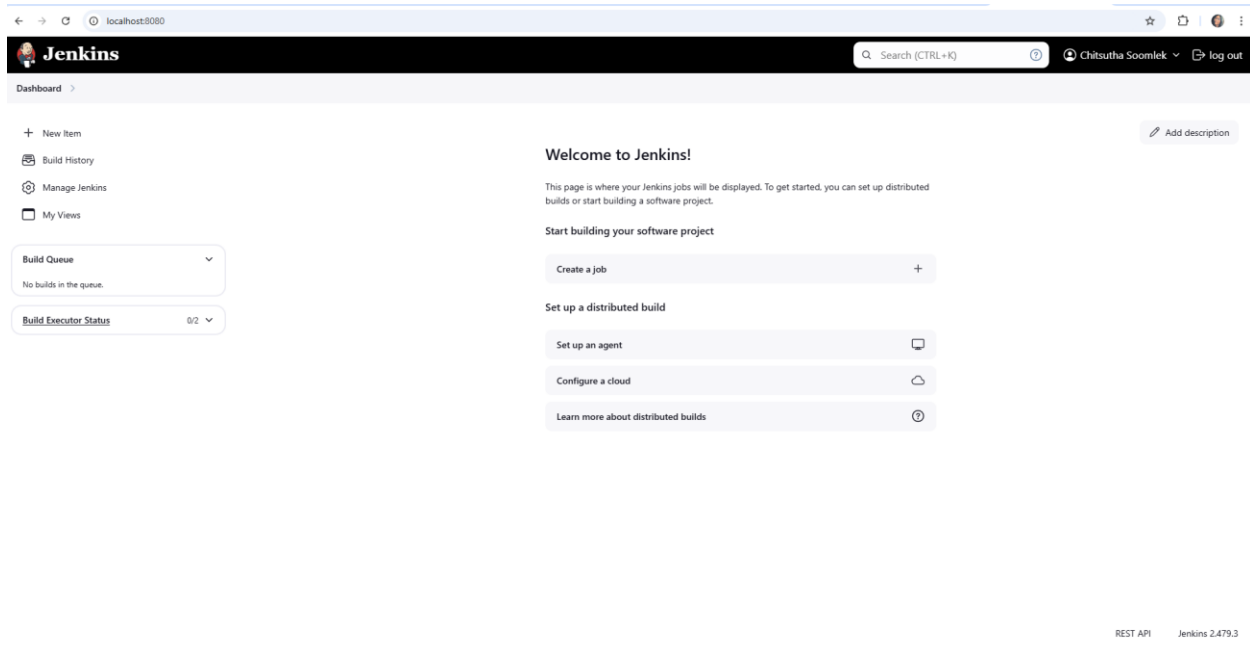 localhost:8080
Jenkins
Search (CTRL+K)
Chitsutha Soomlek
log out
Dashboard
New Item
Build History
Manage Jenkins
My Views
Build Queue
No builds in the queue.
Build Executor Status 0/2
Add description
Welcome to Jenkins!
This page is where your Jenkins jobs will be displayed. To get started, you can set up distributed
builds or start building a software project.
Start building your software project
Create a job
Set up a distributed build
Set up an agent
Configure a cloud
Learn more about distributed builds
REST API
Jenkins 2.479.3